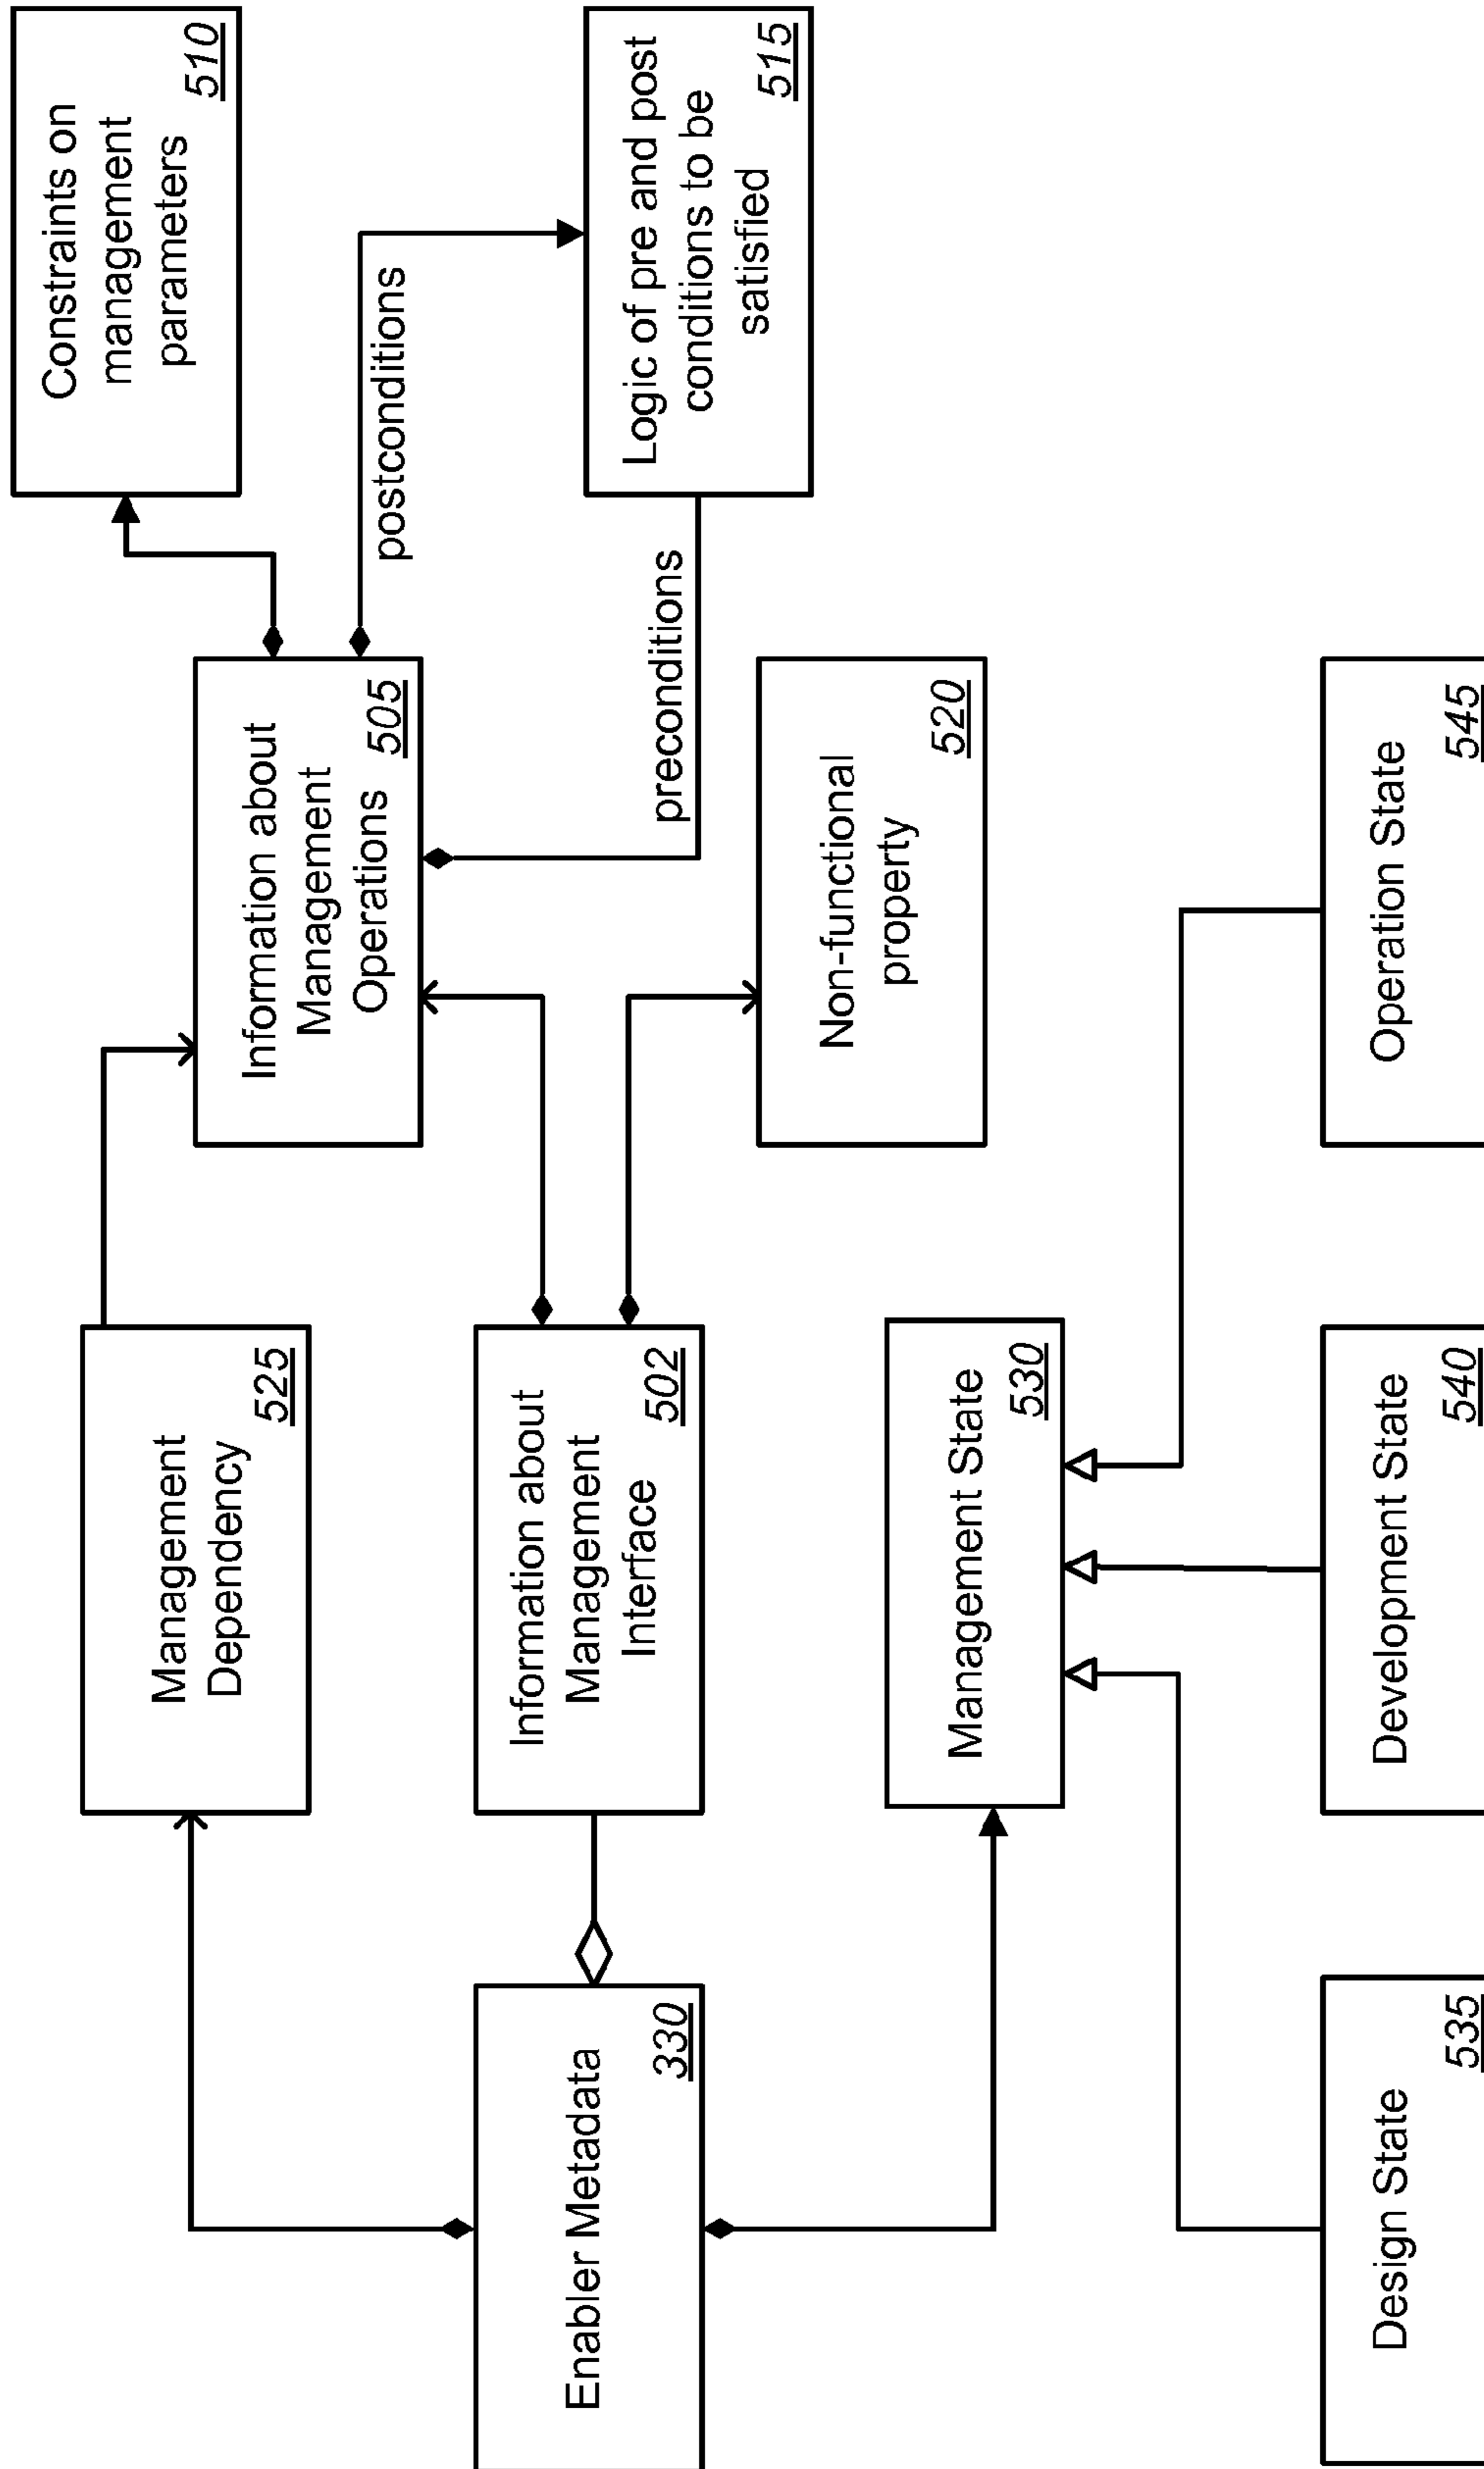 Constraints on
management
parameters
510
Management
Dependency
525
Information about
Management
Operations
505
postconditions
Enabler Metadata
330
Information about
Management
Interface
502
preconditions
Logic of pre and post
conditions to be
satisfied
515
Non-functional
property
520
Management State
530
Design State
535
Development State
540
Operation State
545